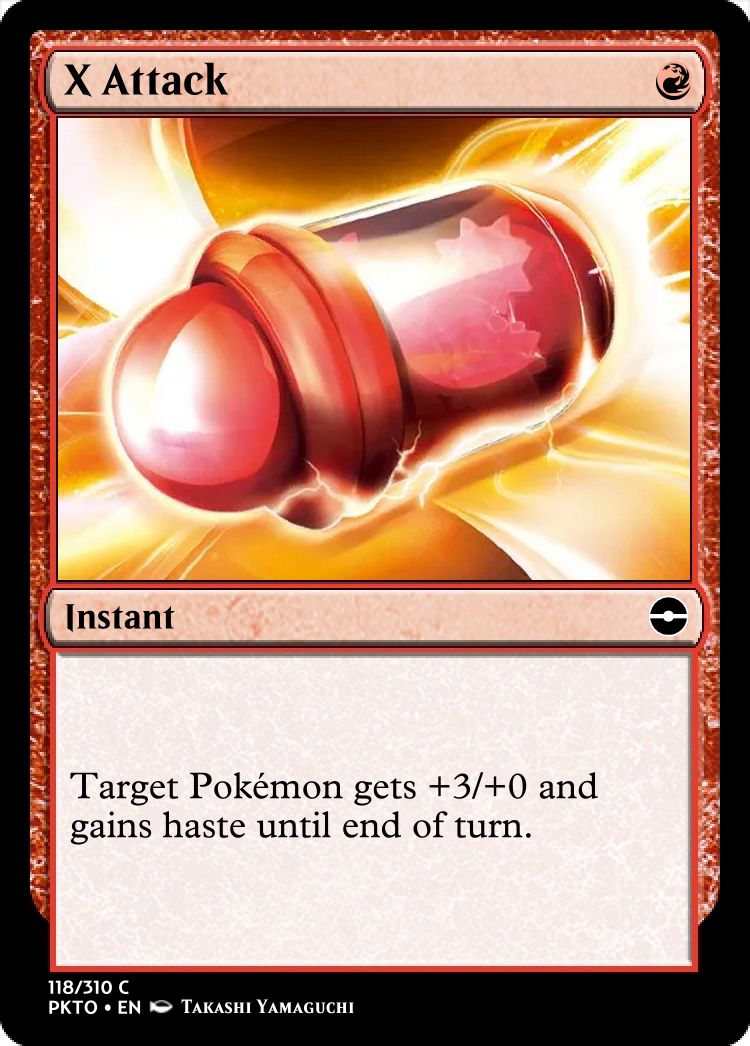 X Attack
Instant
Target Pokémon gets +3/+0 and
gains haste until end of turn.
118/310 C
PKTO • EN Takashi Yamaguchi